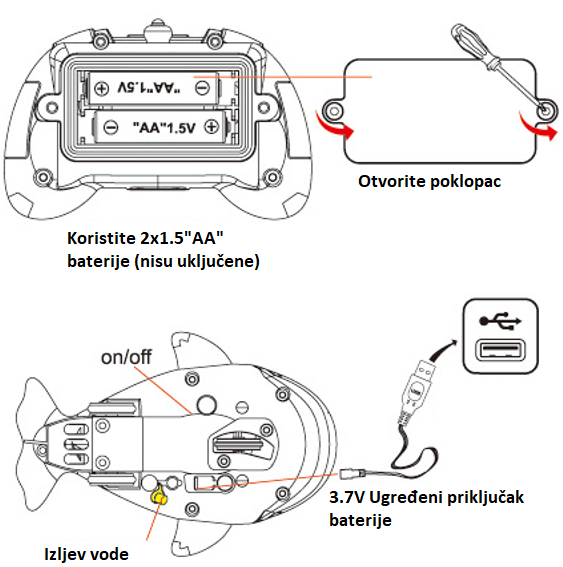 "AA"1.5V
"AA"1.5V
Otvorite poklopac
Koristite 2x1.5"AA"
baterije (nisu uključene)
on/off
3.7V Ugređeni priključak
baterije
Izljev vode